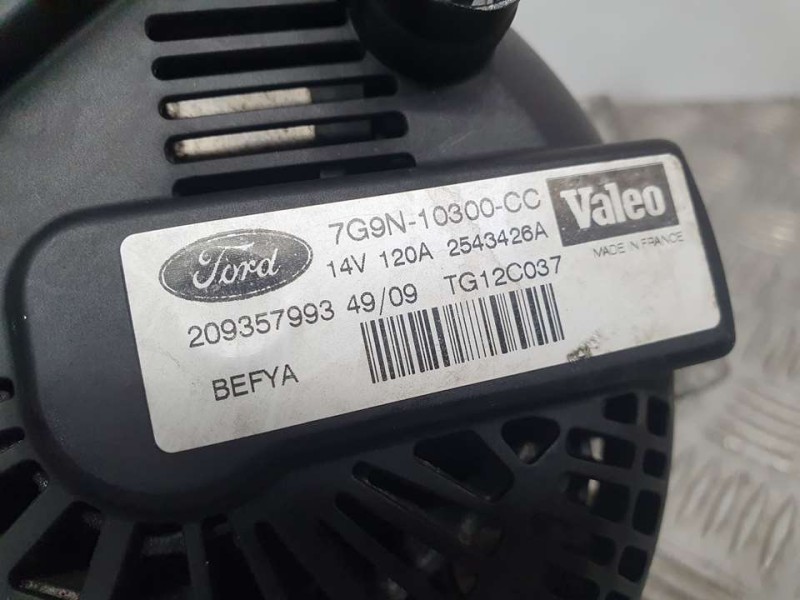 Ford
7G9N-10300-CC
Valeo
14V 120A 2543426A
MADE IN FRANCE
209357993 49/09 TG12C037
BEFYA